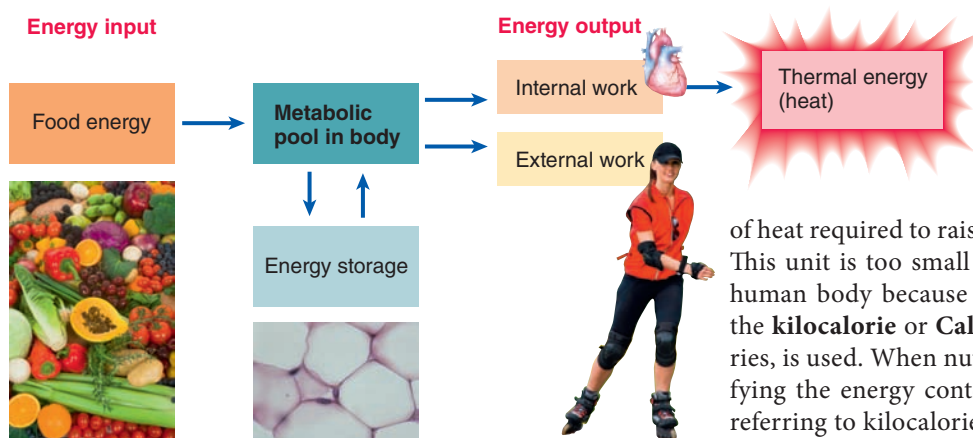 Energy input
Energy output
Food energy
Metabolic
pool in body
Internal work
Thermal energy
(heat)
External work
Energy storage
of heat required to rais
This unit is too small
human body because
the kilocalorie or Cal
ries, is used. When nu
fying the energy cont
referring to kilocalorie